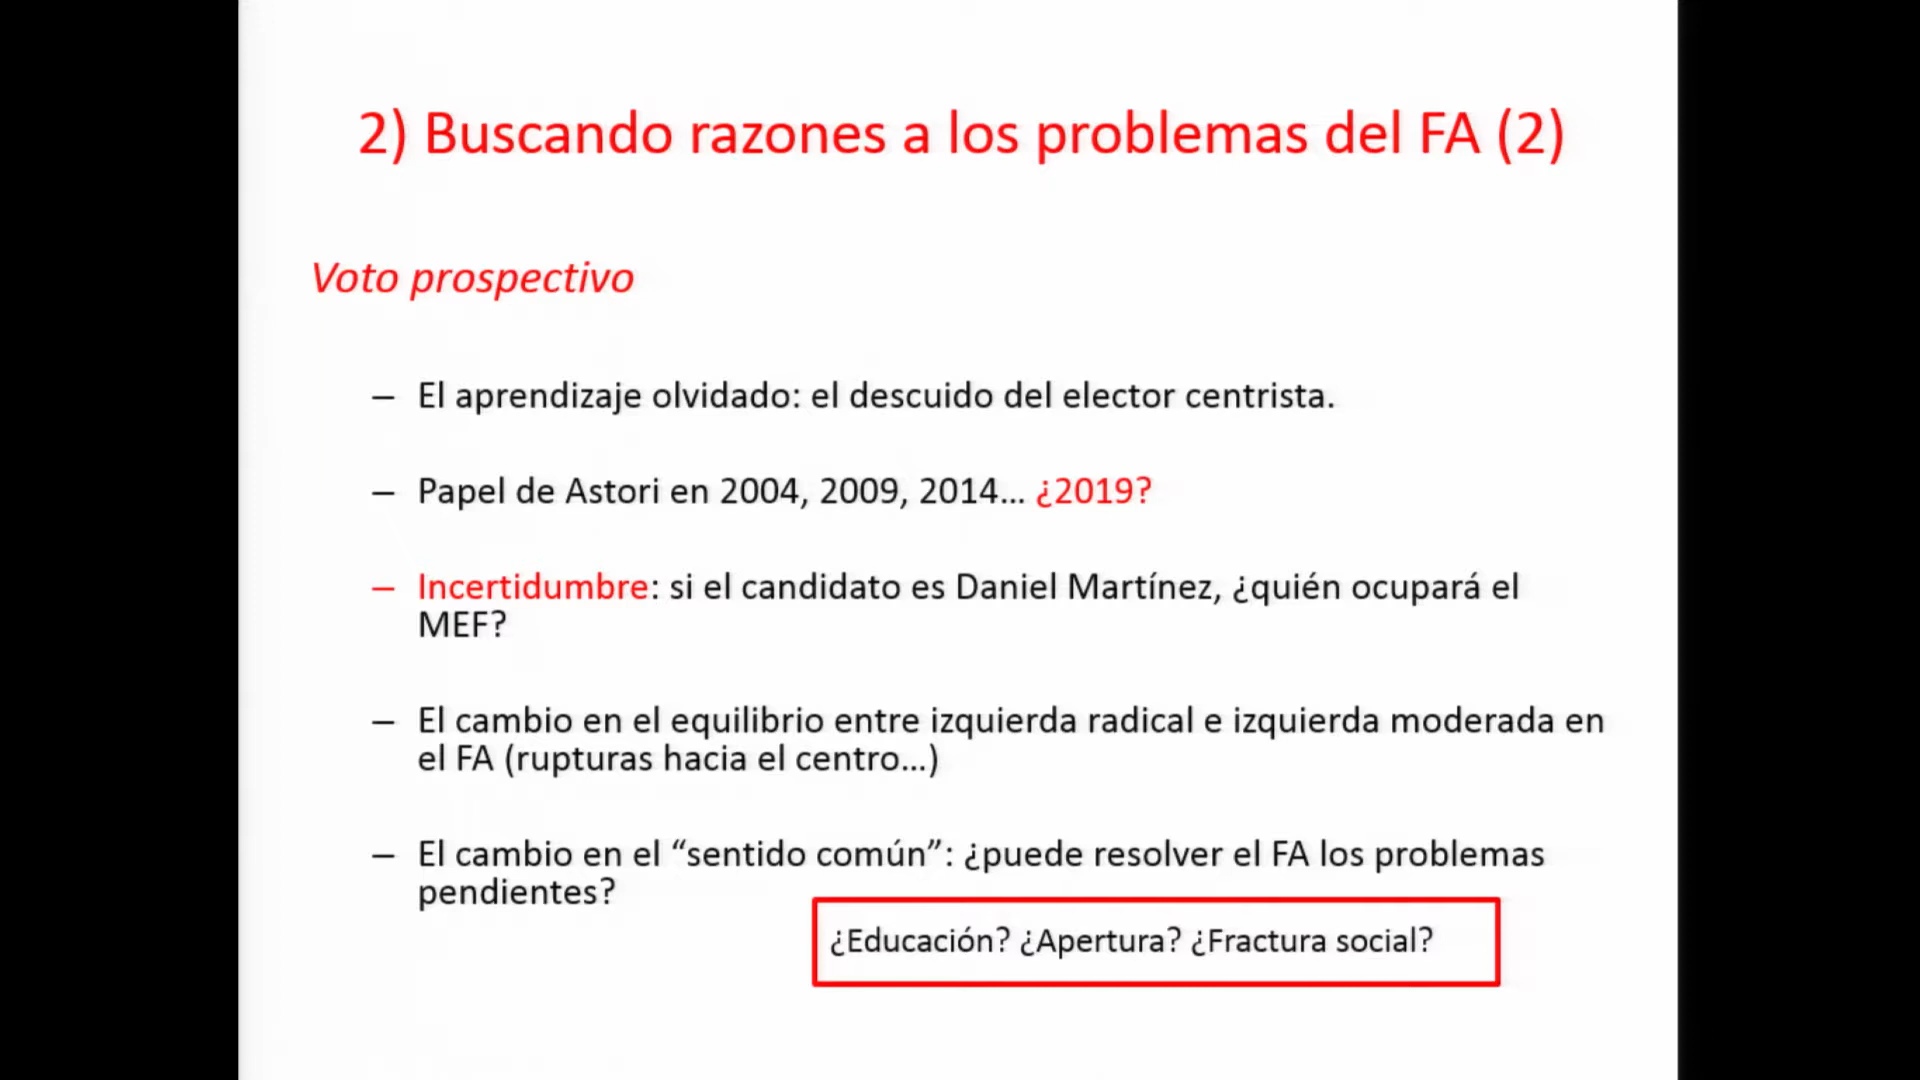 2) Buscando razones a los problemas del FA (2)
Voto prospectivo
– El aprendizaje olvidado: el descuido del elector centrista.
– Papel de Astori en 2004, 2009, 2014... ¿2019?
– Incertidumbre: si el candidato es Daniel Martínez, ¿quién ocupará el
MEF?
– El cambio en el equilibrio entre izquierda radical e izquierda moderada en
el FA (rupturas hacia el centro...)
– El cambio en el “sentido común”: ¿puede resolver el FA los problemas
pendientes?
¿Educación? ¿Apertura? ¿Fractura social?